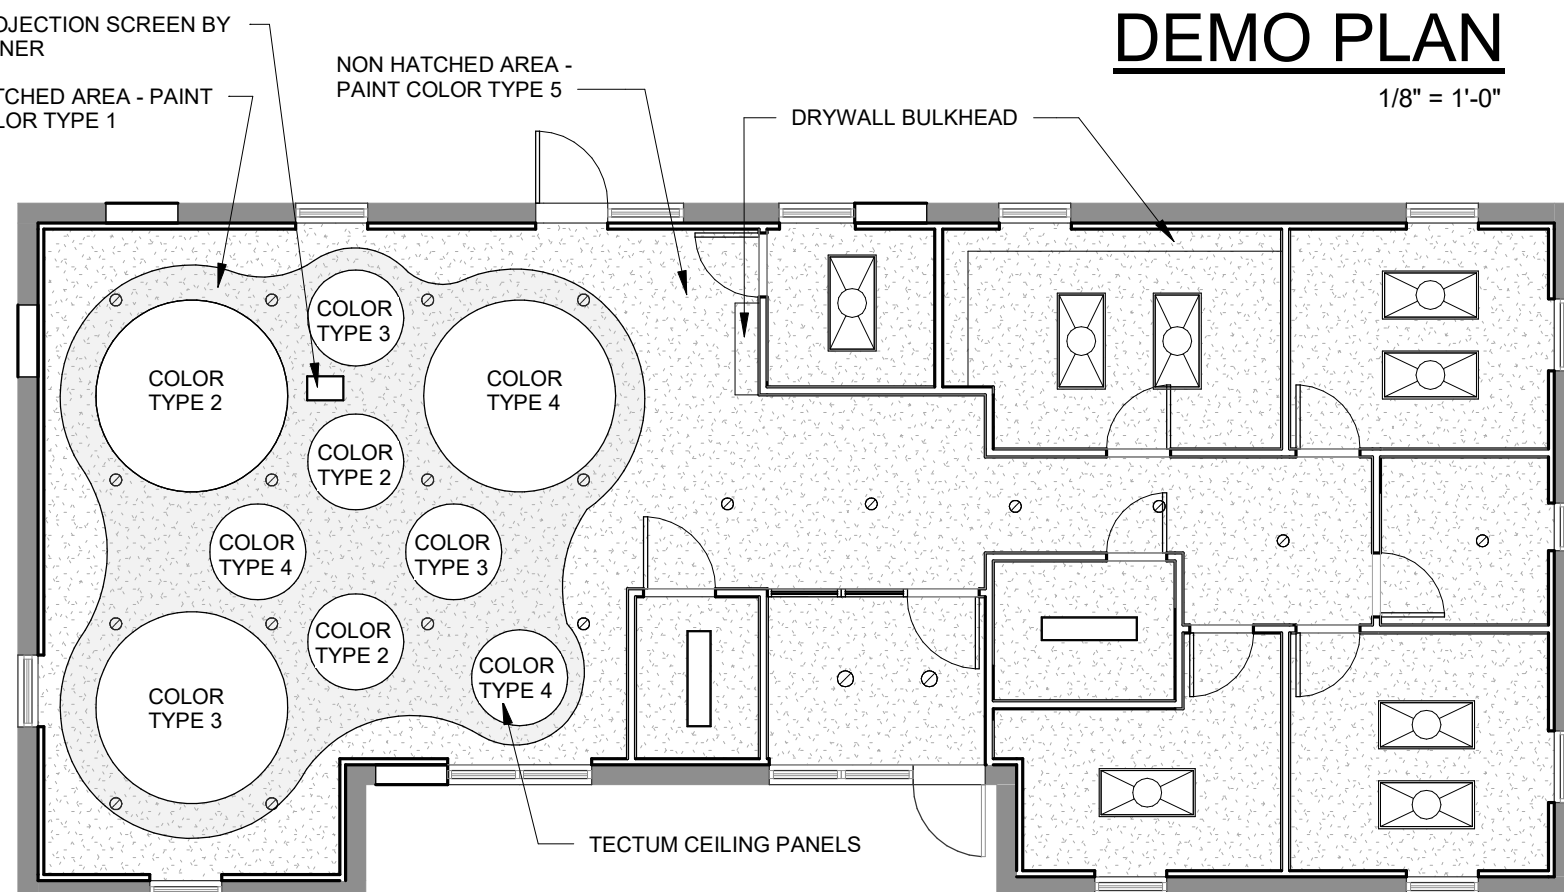 DEMO PLAN
1/8" = 1'-0"
OJECTION SCREEN BY
NER
TCHED AREA - PAINT
LOR TYPE 1
NON HATCHED AREA -
PAINT COLOR TYPE 5
DRYWALL BULKHEAD
COLOR
TYPE 3
COLOR
TYPE 2
COLOR
TYPE 4
COLOR
TYPE 2
COLOR
TYPE 4
COLOR
TYPE 3
COLOR
TYPE 2
COLOR
TYPE 4
COLOR
TYPE 3
TECTUM CEILING PANELS